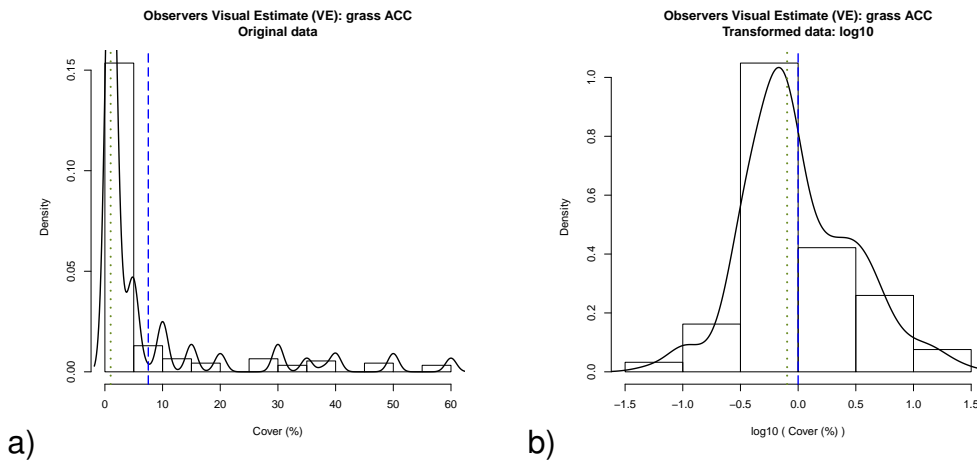 Observers Visual Estimate (VE): grass ACC
Original data
Density
0.15
0.10
0.05
0.00
0 10 20 30 40 50 60
Cover (%)
a)
Observers Visual Estimate (VE): grass ACC
Transformed data: log10
Density
1.0
0.8
0.6
0.4
0.2
0.0
−1.5 −1.0 −0.5 0.0 0.5 1.0 1.5
log10 ( Cover (%) )
b)